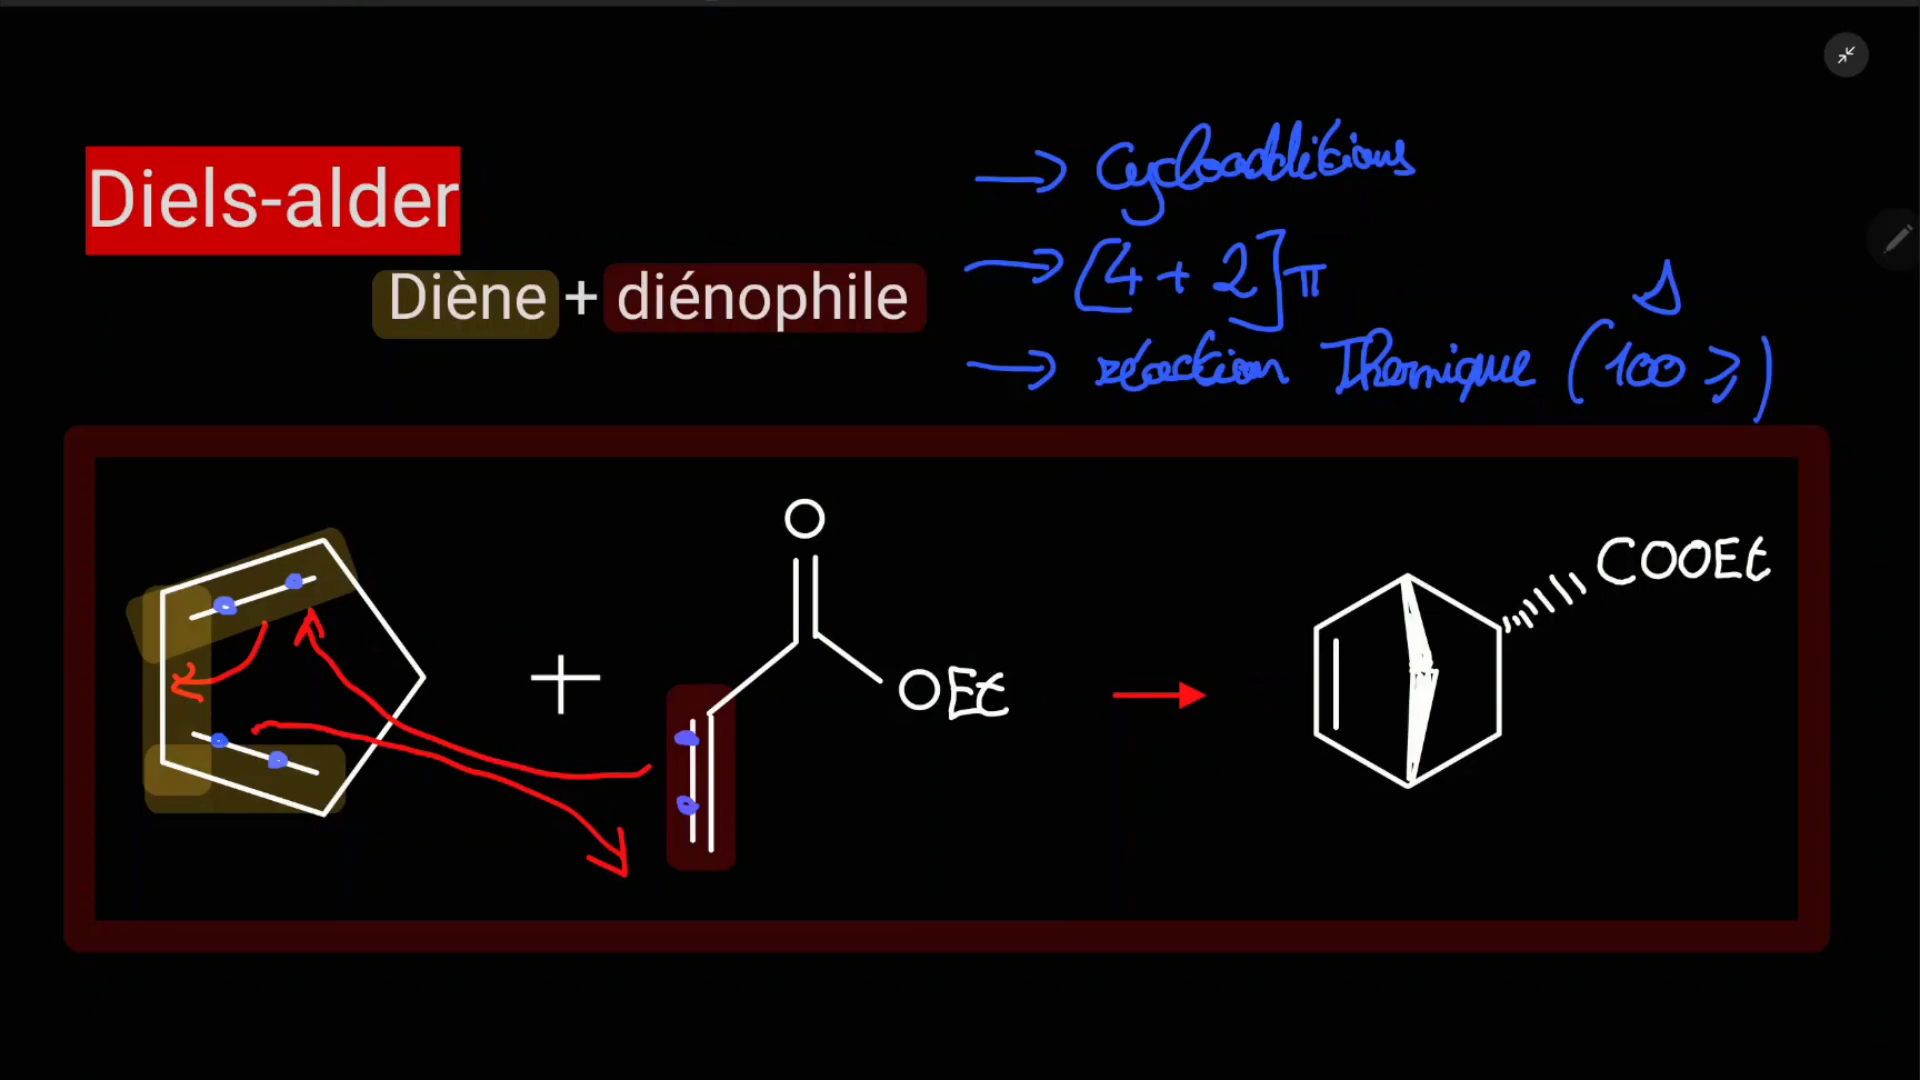 Diels-alder
Diène + diénophile
→ Cycloadditions
→ [4 + 2]π
Δ
→ réaction Thermique (100 ⩾)
O
OEt
+
COOEt